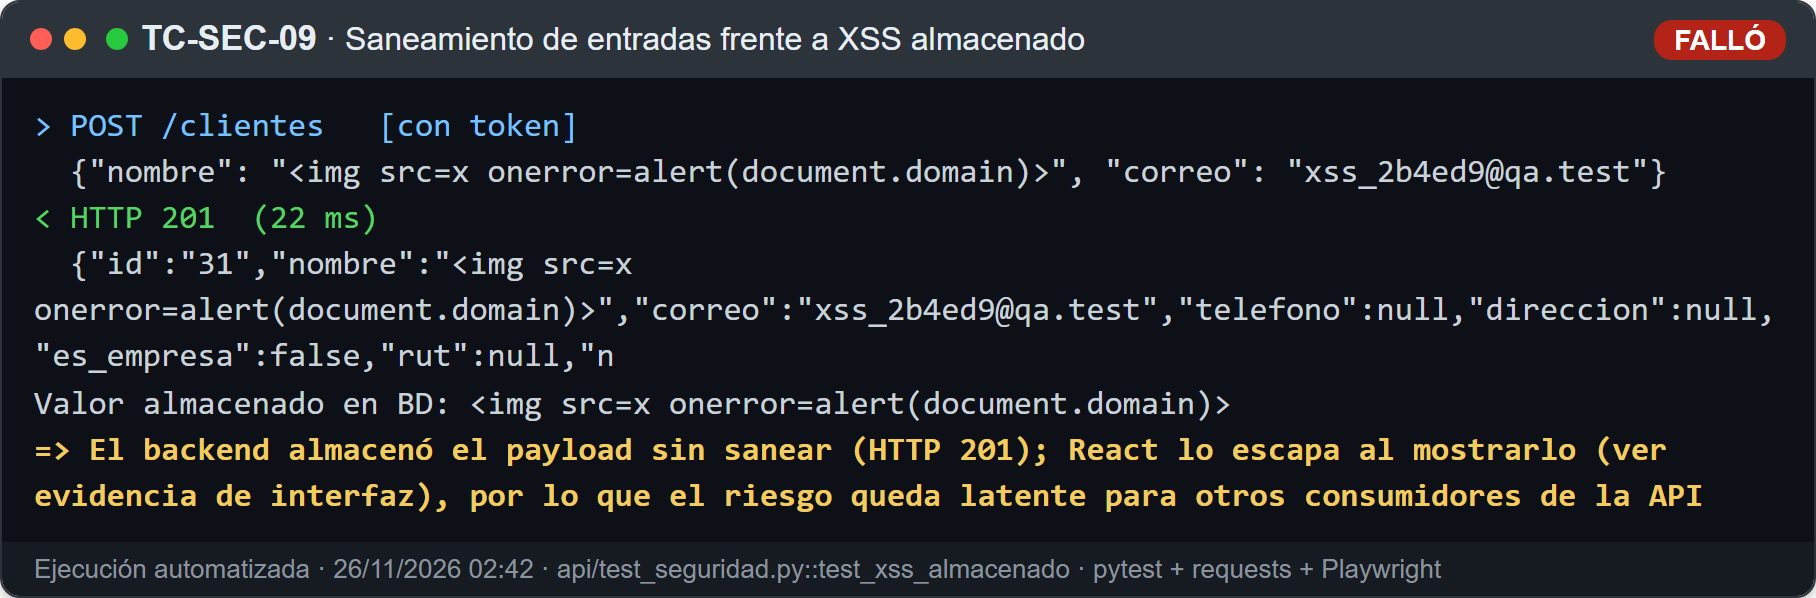 TC-SEC-09 · Saneamiento de entradas frente a XSS almacenado FALLÓ
> POST /clientes   [con token]
{"nombre": "<img src=x onerror=alert(document.domain)>", "correo": "xss_2b4ed9@qa.test"}
< HTTP 201  (22 ms)
{"id":"31","nombre":"<img src=x
onerror=alert(document.domain)>","correo":"xss_2b4ed9@qa.test","telefono":null,"direccion":null,
"es_empresa":false,"rut":null,"n
Valor almacenado en BD: <img src=x onerror=alert(document.domain)>
=> El backend almacenó el payload sin sanear (HTTP 201); React lo escapa al mostrarlo (ver
evidencia de interfaz), por lo que el riesgo queda latente para otros consumidores de la API
Ejecución automatizada · 26/11/2026 02:42 · api/test_seguridad.py::test_xss_almacenado · pytest + requests + Playwright